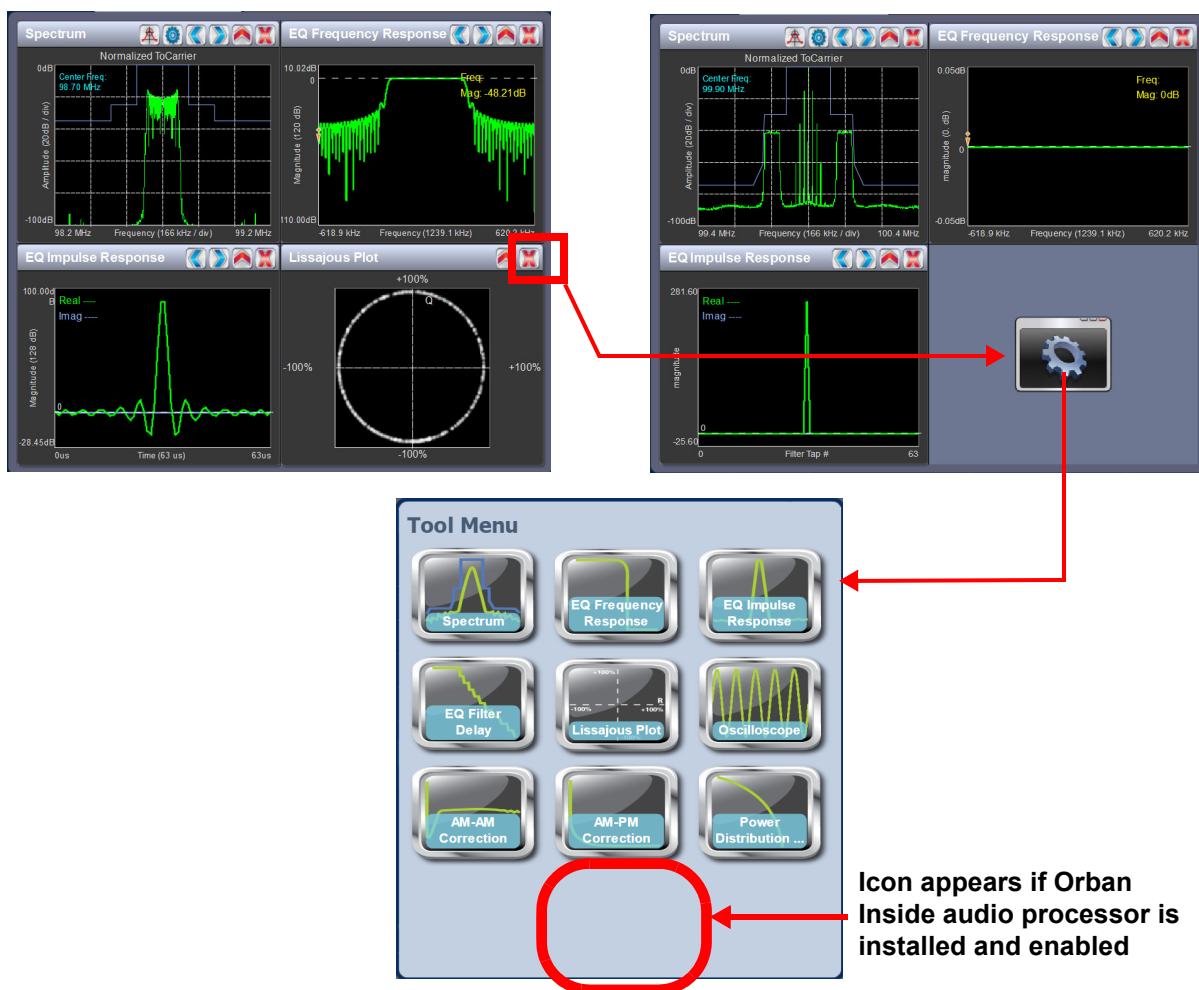 Spectrum
Normalized ToCarrier
0dB
Center Freq:
98.70 MHz
Amplitude (20dB / div)
-100dB
98.2 MHz
Frequency (166 kHz / div)
99.2 MHz
EQ Frequency Response
10.02dB
0
Freq:
Mag: -48.21dB
Magnitude (120 dB)
110.00dB
-618.9 kHz
Frequency (1239.1 kHz)
620.2 kHz
EQ Impulse Response
100.00d
B
Real ----
Imag ----
Magnitude (128 dB)
0
-28.45dB
0us
Time (63 us)
63us
Lissajous Plot
+100%
Q
-100%
+100%
-100%
Spectrum
Normalized ToCarrier
0dB
Center Freq:
99.90 MHz
Amplitude (20dB / div)
-100dB
99.4 MHz
Frequency (166 kHz / div)
100.4 MHz
EQ Frequency Response
0.05dB
Freq:
Mag: 0dB
magnitude (0. dB)
0
-0.05dB
-618.9 kHz
Frequency (1239.1 kHz)
620.2 kHz
EQ Impulse Response
281.60
Real ----
Imag ----
magnitude
0
-25.60
0
Filter Tap #
63
Tool Menu
Spectrum
EQ Frequency
Response
EQ Impulse
Response
EQ Filter
Delay
+100%
R
-100%
+100%
Lissajous Plot
Oscilloscope
AM-AM
Correction
AM-PM
Correction
Power
Distribution ...
Icon appears if Orban
Inside audio processor is
installed and enabled